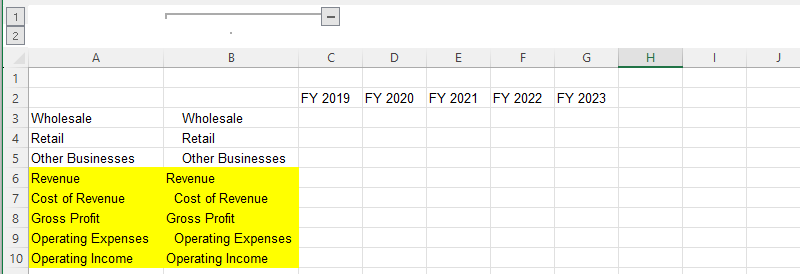 1
2
A B C D E F G H I J
1
2 FY 2019 FY 2020 FY 2021 FY 2022 FY 2023
3 Wholesale Wholesale
4 Retail Retail
5 Other Businesses Other Businesses
6 Revenue Revenue
7 Cost of Revenue Cost of Revenue
8 Gross Profit Gross Profit
9 Operating Expenses Operating Expenses
10 Operating Income Operating Income